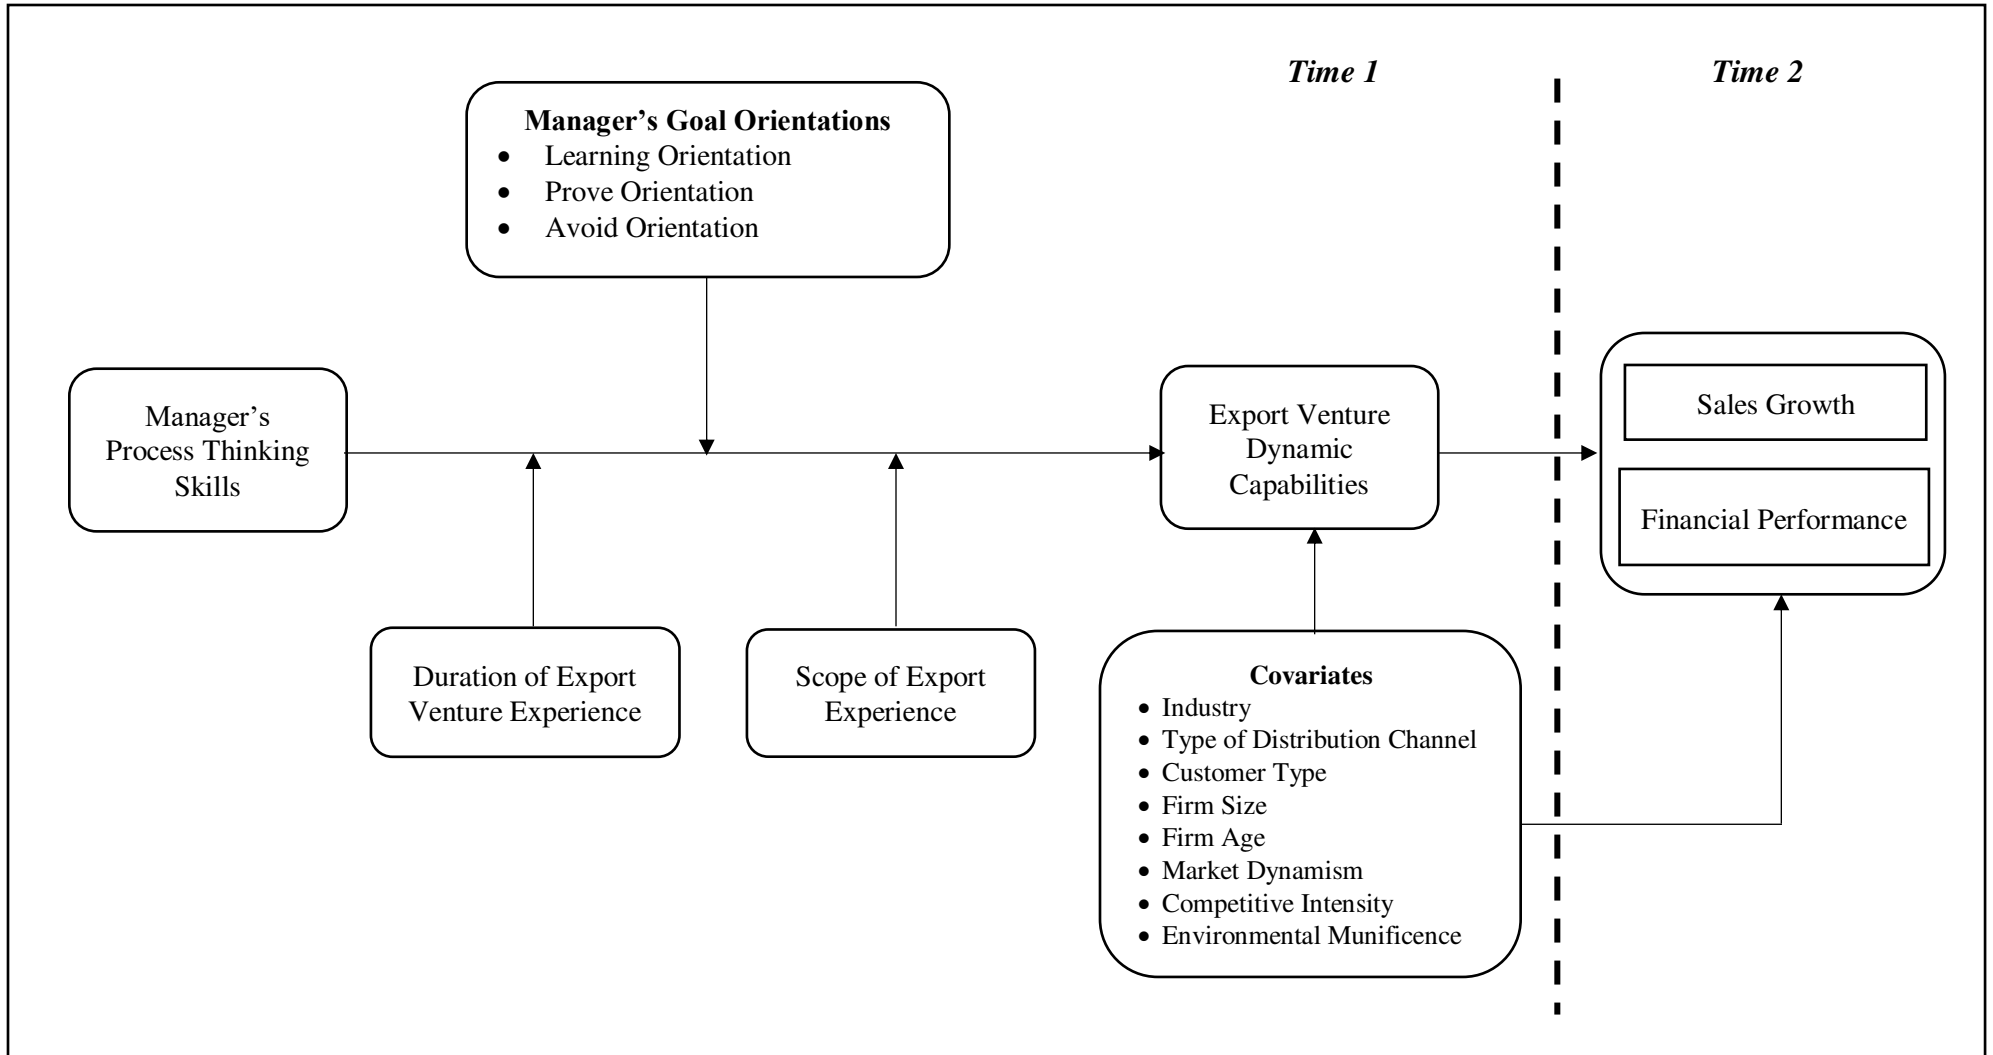 Time 1
Time 2
Manager’s Goal Orientations
• Learning Orientation
• Prove Orientation
• Avoid Orientation
Manager’s
Process Thinking
Skills
Export Venture
Dynamic
Capabilities
Sales Growth
Financial Performance
Duration of Export
Venture Experience
Scope of Export
Experience
Covariates
• Industry
• Type of Distribution Channel
• Customer Type
• Firm Size
• Firm Age
• Market Dynamism
• Competitive Intensity
• Environmental Munificence